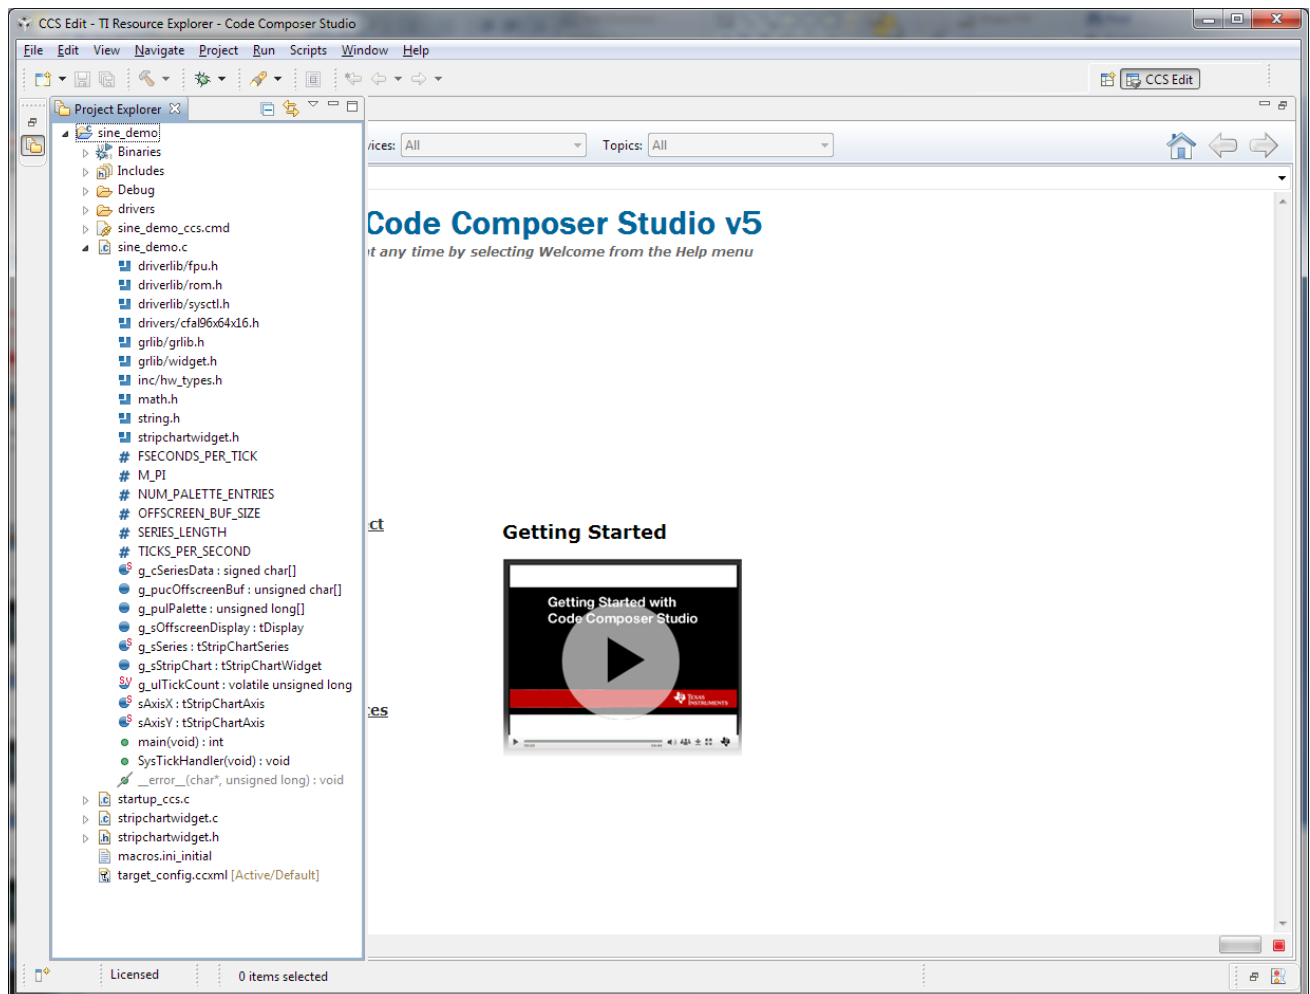 CCS Edit - TI Resource Explorer - Code Composer Studio
File Edit View Navigate Project Run Scripts Window Help
CCS Edit
Project Explorer
sine_demo
Binaries
Includes
Debug
drivers
sine_demo_ccs.cmd
sine_demo.c
driverlib/fpu.h
driverlib/rom.h
driverlib/sysctl.h
drivers/cfal96x64x16.h
grlib/grlib.h
grlib/widget.h
inc/hw_types.h
math.h
string.h
stripchartwidget.h
FSECONDS_PER_TICK
M_PI
NUM_PALETTE_ENTRIES
OFFSCREEN_BUF_SIZE
SERIES_LENGTH
TICKS_PER_SECOND
g_cSeriesData : signed char[]
g_pucOffscreenBuf : unsigned char[]
g_pulPalette : unsigned long[]
g_sOffscreenDisplay : tDisplay
g_sSeries : tStripChartSeries
g_sStripChart : tStripChartWidget
g_ulTickCount : volatile unsigned long
sAxisX : tStripChartAxis
sAxisY : tStripChartAxis
main(void) : int
SysTickHandler(void) : void
__error__(char*, unsigned long) : void
startup_ccs.c
stripchartwidget.c
stripchartwidget.h
macros.ini_initial
target_config.ccxml [Active/Default]
vices: All Topics: All
Code Composer Studio v5
at any time by selecting Welcome from the Help menu
ect
Getting Started
Getting Started with
Code Composer Studio
TEXAS
INSTRUMENTS
ces
Licensed 0 items selected